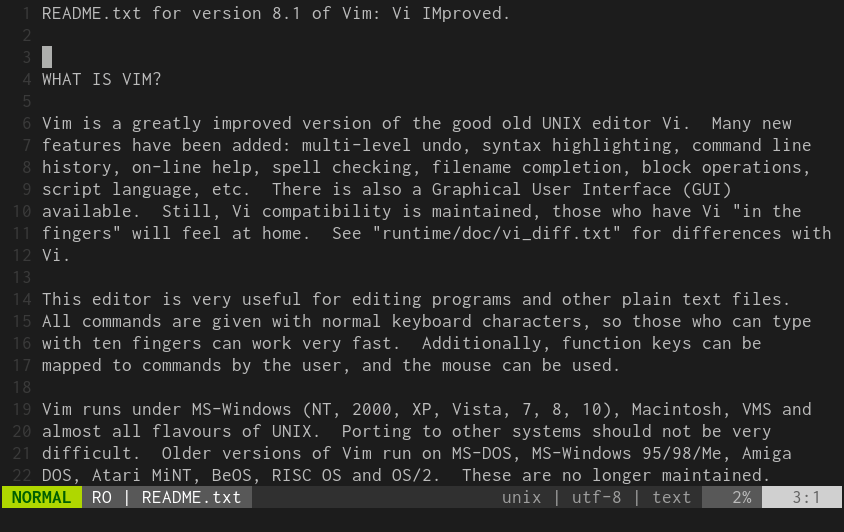 1 README.txt for version 8.1 of Vim: Vi IMproved.
2
3
4 WHAT IS VIM?
5
6 Vim is a greatly improved version of the good old UNIX editor Vi.  Many new
7 features have been added: multi-level undo, syntax highlighting, command line
8 history, on-line help, spell checking, filename completion, block operations,
9 script language, etc.  There is also a Graphical User Interface (GUI)
10 available.  Still, Vi compatibility is maintained, those who have Vi "in the
11 fingers" will feel at home.  See "runtime/doc/vi_diff.txt" for differences with
12 Vi.
13
14 This editor is very useful for editing programs and other plain text files.
15 All commands are given with normal keyboard characters, so those who can type
16 with ten fingers can work very fast.  Additionally, function keys can be
17 mapped to commands by the user, and the mouse can be used.
18
19 Vim runs under MS-Windows (NT, 2000, XP, Vista, 7, 8, 10), Macintosh, VMS and
20 almost all flavours of UNIX.  Porting to other systems should not be very
21 difficult.  Older versions of Vim run on MS-DOS, MS-Windows 95/98/Me, Amiga
22 DOS, Atari MiNT, BeOS, RISC OS and OS/2.  These are no longer maintained.
NORMAL RO | README.txt unix | utf-8 | text 2% 3:1